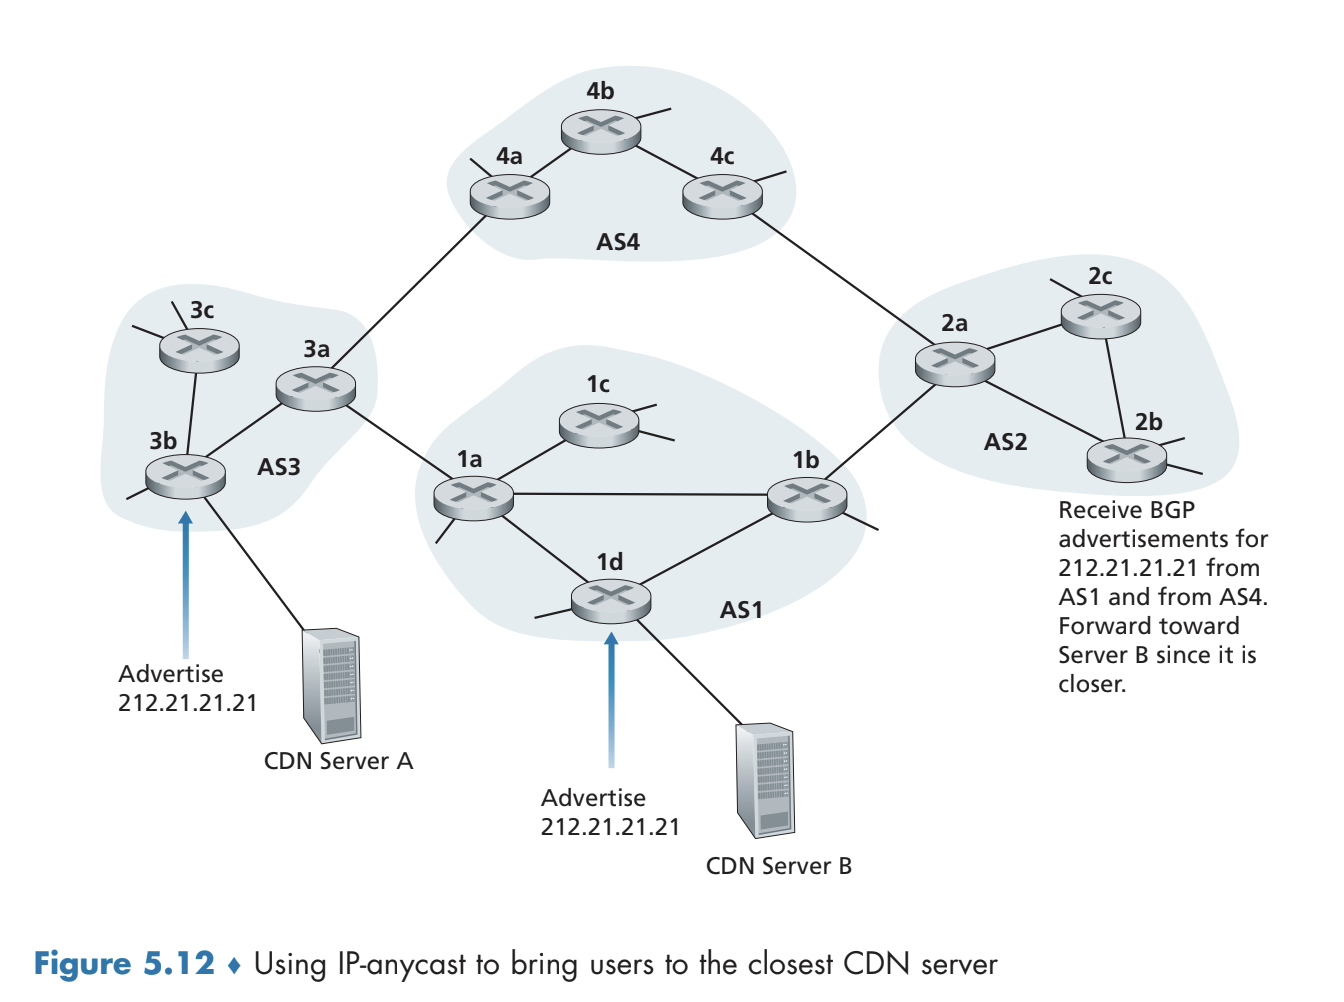 4b
4a
4c
AS4
3c
3a
3b
AS3
2c
2a
2b
AS2
1c
1a
1b
1d
AS1
Receive BGP
advertisements for
212.21.21.21 from
AS1 and from AS4.
Forward toward
Server B since it is
closer.
Advertise
212.21.21.21
CDN Server A
Advertise
212.21.21.21
CDN Server B
Figure 5.12 ♦ Using IP-anycast to bring users to the closest CDN server